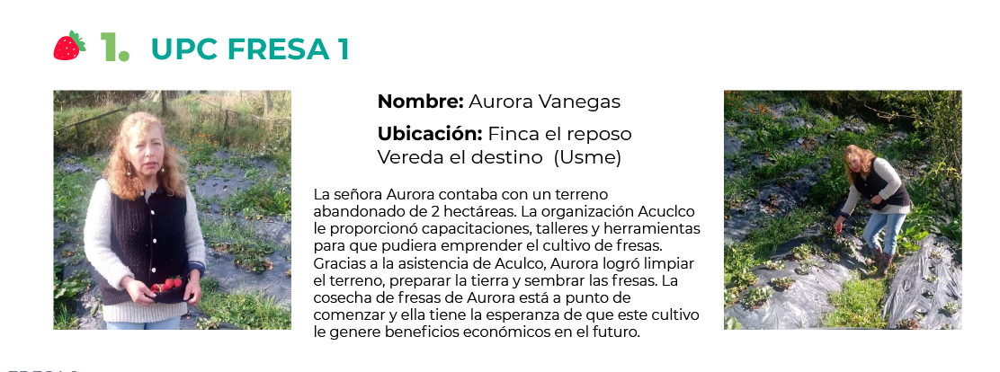 1. UPC FRESA 1
Nombre: Aurora Vanegas
Ubicación: Finca el reposo
Vereda el destino (Usme)
La señora Aurora contaba con un terreno
abandonado de 2 hectáreas. La organización Acuclco
le proporcionó capacitaciones, talleres y herramientas
para que pudiera emprender el cultivo de fresas.
Gracias a la asistencia de Aculco, Aurora logró limpiar
el terreno, preparar la tierra y sembrar las fresas. La
cosecha de fresas de Aurora está a punto de
comenzar y ella tiene la esperanza de que este cultivo
le genere beneficios económicos en el futuro.